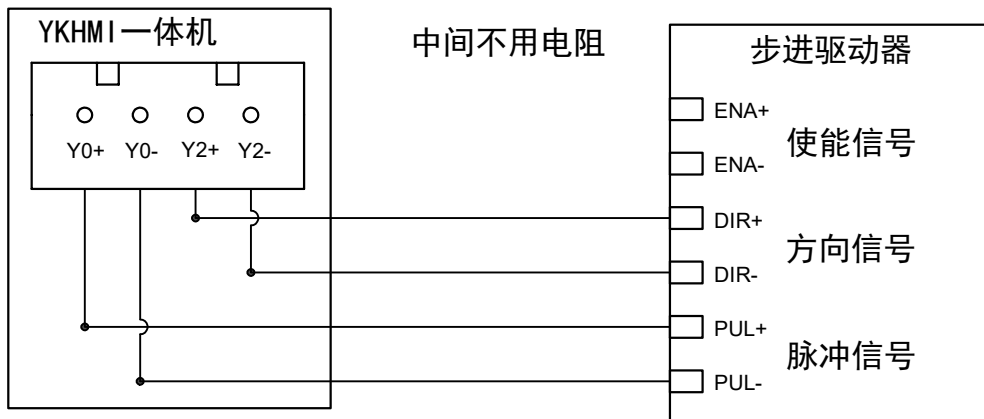 YKHMI一体机
中间不用电阻
步进驱动器
Y0+ Y0- Y2+ Y2-
ENA+
使能信号
ENA-
DIR+
方向信号
DIR-
PUL+
脉冲信号
PUL-